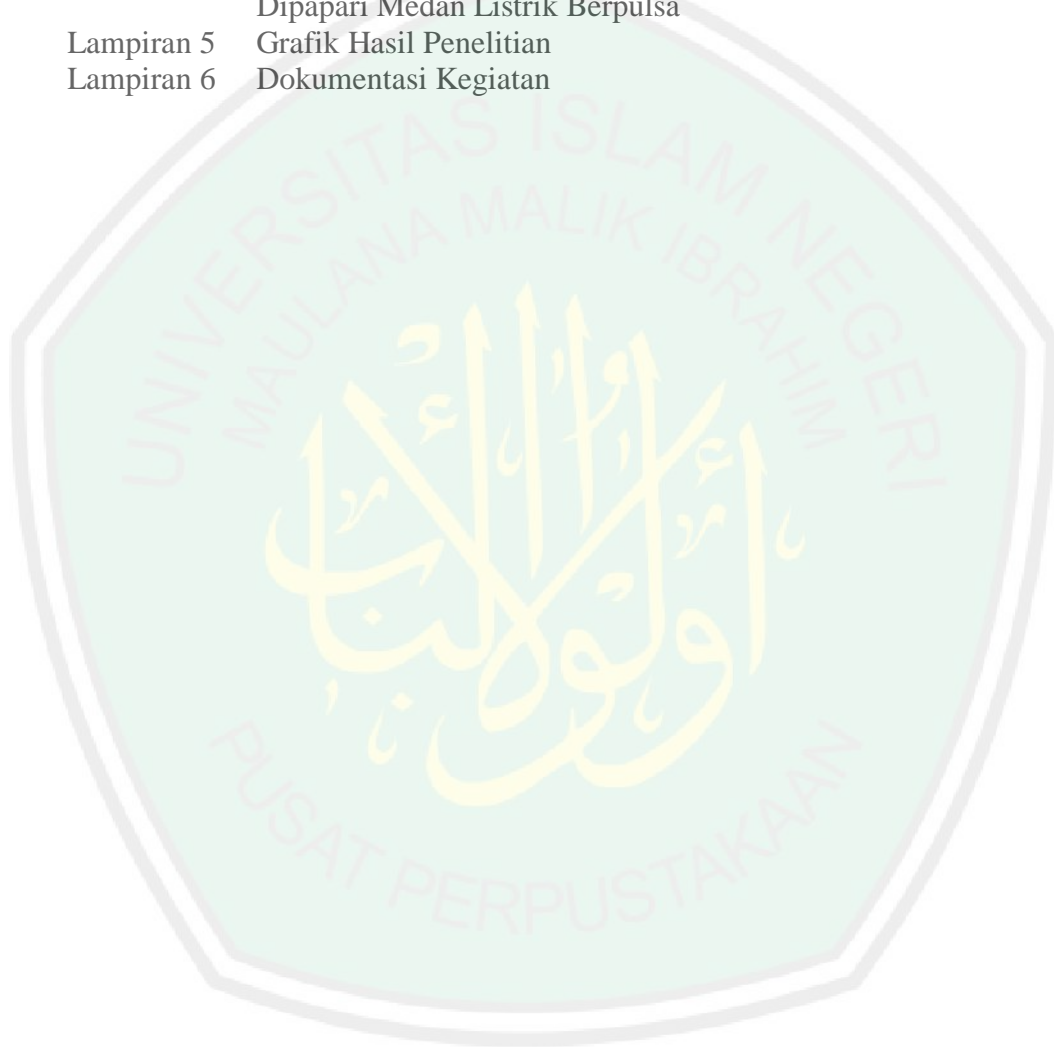 Dipapari Medan Listrik Berpulsa
Lampiran 5 Grafik Hasil Penelitian
Lampiran 6 Dokumentasi Kegiatan
UNIVERSITAS ISLAM NEGERI
MAULANA MALIK IBRAHIM
أولوا الألباب
PUSAT PERPUSTAKAAN